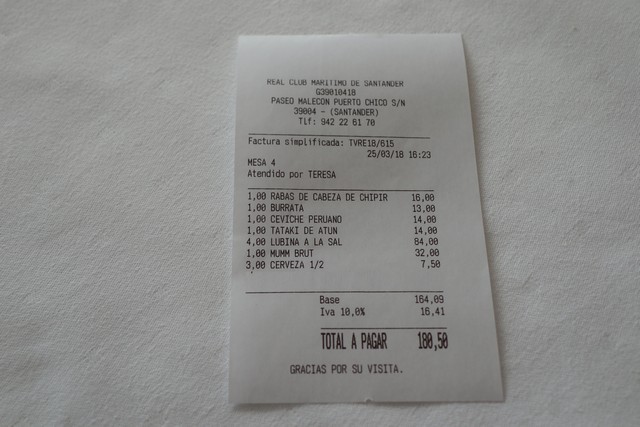 REAL CLUB MARITIMO DE SANTANDER
G39010418
PASEO MALECON PUERTO CHICO S/N
39004 - (SANTANDER)
Tlf: 942 22 61 70
Factura simplificada: TVRE18/615
25/03/18 16:23
MESA 4
Atendido por TERESA
1,00 RABAS DE CABEZA DE CHIPIR 16,00
1,00 BURRATA 13,00
1,00 CEVICHE PERUANO 14,00
1,00 TATAKI DE ATUN 14,00
4,00 LUBINA A LA SAL 84,00
1,00 MUMM BRUT 32,00
3,00 CERVEZA 1/2 7,50
Base 164,09
Iva 10,0% 16,41
TOTAL A PAGAR 180,50
GRACIAS POR SU VISITA.